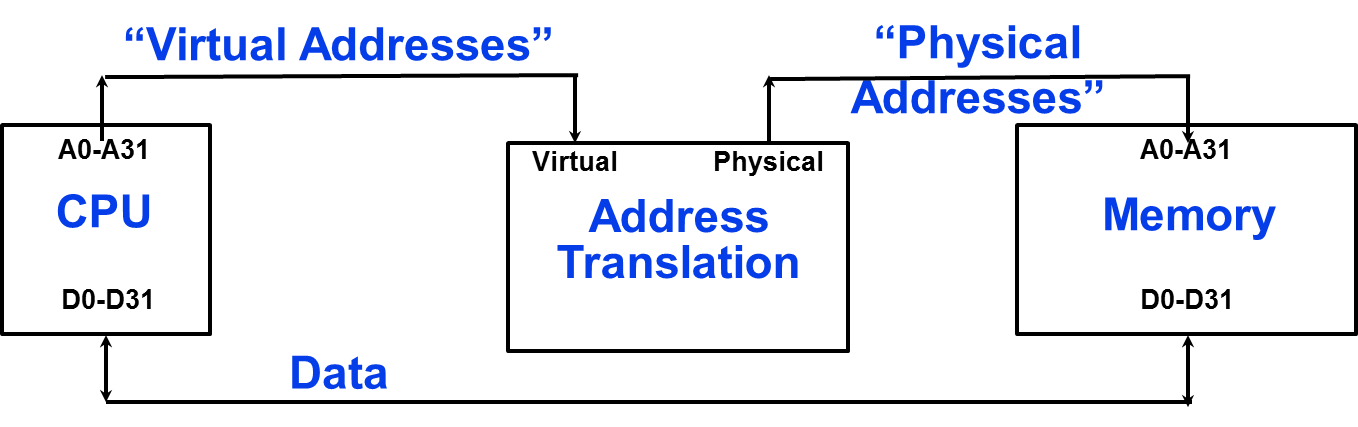 “Virtual Addresses”
“Physical
Addresses”
A0-A31
CPU
D0-D31
Virtual
Physical
Address
Translation
A0-A31
Memory
D0-D31
Data